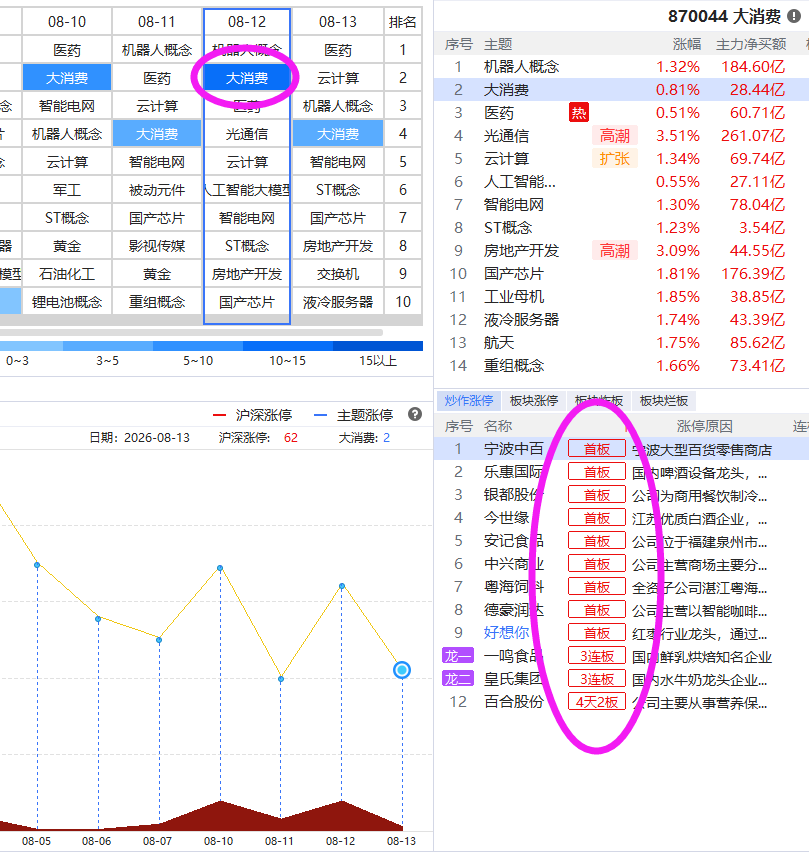 08-10 08-11 08-12 08-13 排名
医药 机器人概念 机器人概念 医药 1
大消费 医药 大消费 云计算 2
念 智能电网 云计算 医药 机器人概念 3
机器人概念 大消费 光通信 大消费 4
念 云计算 智能电网 云计算 智能电网 5
军工 被动元件 人工智能大模型 ST概念 6
ST概念 国产芯片 智能电网 国产芯片 7
器 黄金 影视传媒 ST概念 房地产开发 8
模型 石油化工 黄金 房地产开发 交换机 9
锂电池概念 重组概念 国产芯片 液冷服务器 10
0~3 3~5 5~10 10~15 15以上
沪深涨停 主题涨停 ?
日期: 2026-08-13 沪深涨停: 62 大消费: 2
08-05 08-06 08-07 08-10 08-11 08-12 08-13
870044 大消费
序号 主题 涨幅 主力净买额
1 机器人概念 1.32% 184.60亿
2 大消费 0.81% 28.44亿
3 医药 热 0.51% 60.71亿
4 光通信 高潮 3.51% 261.07亿
5 云计算 扩张 1.34% 69.74亿
6 人工智能... 0.55% 27.11亿
7 智能电网 1.30% 78.04亿
8 ST概念 1.23% 3.54亿
9 房地产开发 高潮 3.09% 44.55亿
10 国产芯片 1.81% 176.39亿
11 工业母机 1.85% 38.85亿
12 液冷服务器 1.74% 43.39亿
13 航天 1.75% 85.62亿
14 重组概念 1.66% 73.41亿
炒作涨停 板块涨停 板块炸板 板块烂板
序号 名称 涨停原因 连
1 宁波中百 首板 宁波大型百货零售商店
2 乐惠国际 首板 国内啤酒设备龙头，...
3 银都股份 首板 公司为商用餐饮制冷...
4 今世缘 首板 江苏优质白酒企业，...
5 安记食品 首板 公司位于福建泉州市...
6 中兴商业 首板 公司主营商场主要分...
7 粤海饲料 首板 全资子公司湛江粤海...
8 德豪润达 首板 公司主营以智能咖啡...
9 好想你 首板 红枣行业龙头，通过...
龙一 一鸣食品 3连板 国内鲜乳烘焙知名企业
龙二 皇氏集团 3连板 国内水牛奶龙头企业...
12 百合股份 4天2板 公司主要从事营养保...